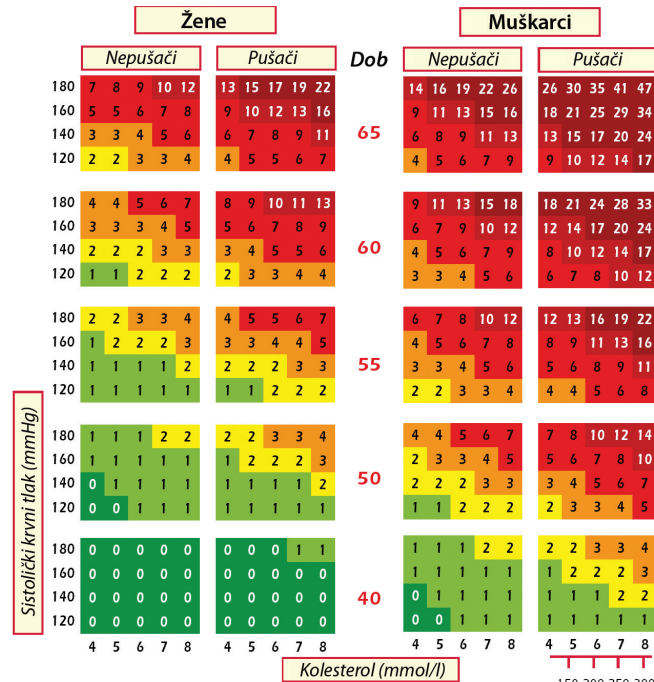 Žene Muškarci
Nepušači Pušači Dob Nepušači Pušači
180 7 8 9 10 12 13 15 17 19 22 14 16 19 22 26 26 30 35 41 47
160 5 5 6 7 8 9 10 12 13 16 9 11 13 15 16 18 21 25 29 34
65
140 3 3 4 5 6 6 7 8 9 11 6 8 9 11 13 13 15 17 20 24
120 2 2 3 3 4 4 5 5 6 7 4 5 6 7 9 9 10 12 14 17
180 4 4 5 6 7 8 9 10 11 13 9 11 13 15 18 18 21 24 28 33
160 3 3 3 4 5 5 6 7 8 9 6 7 9 10 12 12 14 17 20 24
60
140 2 2 2 3 3 3 4 5 5 6 4 5 6 7 9 8 10 12 14 17
120 1 1 2 2 2 2 3 3 4 4 3 3 4 5 6 6 7 8 10 12
180 2 2 3 3 4 4 5 5 6 7 6 7 8 10 12 12 13 16 19 22
160 1 2 2 2 3 3 3 4 4 5 4 5 6 7 8 8 9 11 13 16
55
140 1 1 1 1 2 2 2 2 3 3 3 3 4 5 6 5 6 8 9 11
120 1 1 1 1 1 1 1 2 2 2 2 2 3 3 4 4 4 5 6 8
180 1 1 1 2 2 2 2 3 3 4 4 4 5 6 7 7 8 10 12 14
160 1 1 1 1 1 1 2 2 2 3 2 3 3 4 5 5 6 7 8 10
50
140 0 1 1 1 1 1 1 1 1 2 2 2 2 3 3 3 4 5 6 7
120 0 0 1 1 1 1 1 1 1 1 1 1 2 2 2 2 3 3 4 5
180 0 0 0 0 0 0 0 0 1 1 1 1 1 2 2 2 2 3 3 4
160 0 0 0 0 0 0 0 0 0 0 1 1 1 1 1 1 2 2 2 3
40
140 0 0 0 0 0 0 0 0 0 0 0 1 1 1 1 1 1 1 2 2
120 0 0 0 0 0 0 0 0 0 0 0 0 1 1 1 1 1 1 1 1
4 5 6 7 8 4 5 6 7 8 4 5 6 7 8 4 5 6 7 8
Sistolički krvni tlak (mmHg)
Kolesterol (mmol/l)